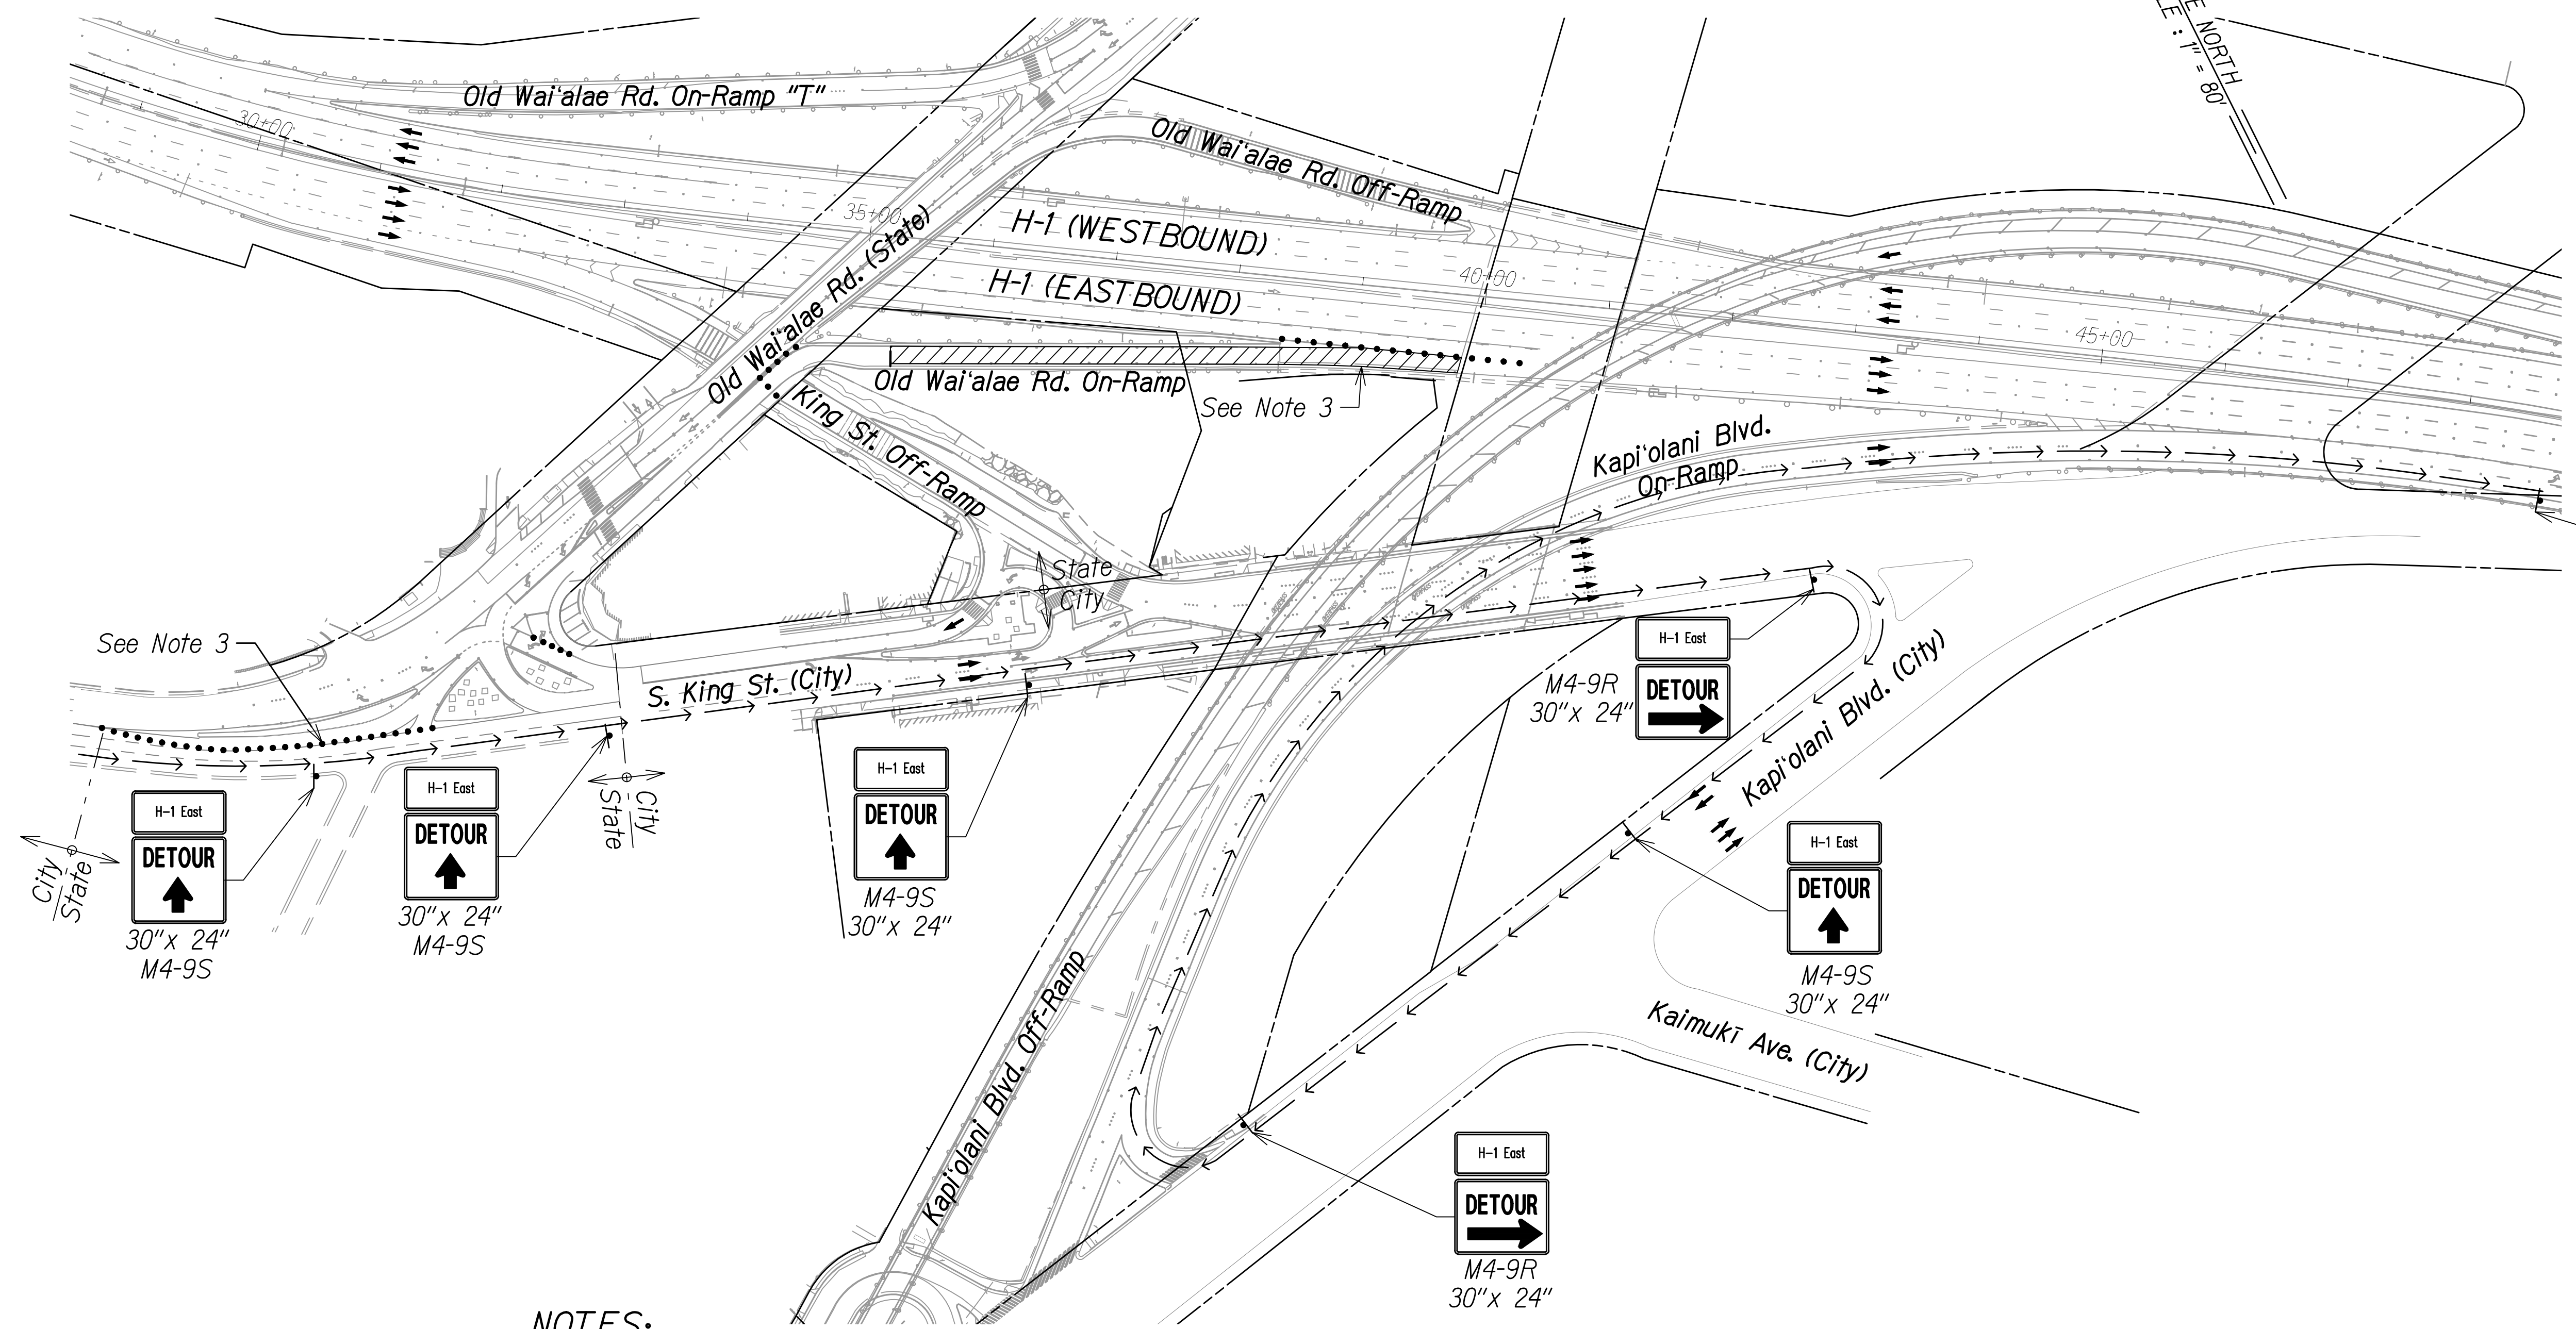 E NORTH
LE : 1" = 80'
Old Wai‘alae Rd. On-Ramp "T"
30+00
Old Wai‘alae Rd. Off-Ramp
35+00
Old Wai‘alae Rd. (State)
H-1 (WESTBOUND)
H-1 (EASTBOUND)
40+00
45+00
Old Wai‘alae Rd. On-Ramp
See Note 3
King St. Off-Ramp
Kapi‘olani Blvd.
On-Ramp
State
City
See Note 3
S. King St. (City)
H-1 East
M4-9R
30"x 24"
DETOUR
Kapi‘olani Blvd. (City)
City
State
City
State
H-1 East
DETOUR
30"x 24"
M4-9S
H-1 East
DETOUR
30"x 24"
M4-9S
H-1 East
DETOUR
M4-9S
30"x 24"
H-1 East
DETOUR
M4-9S
30"x 24"
Kapi‘olani Blvd. Off-Ramp
Kaimukī Ave. (City)
H-1 East
DETOUR
M4-9R
30"x 24"
NOTES: